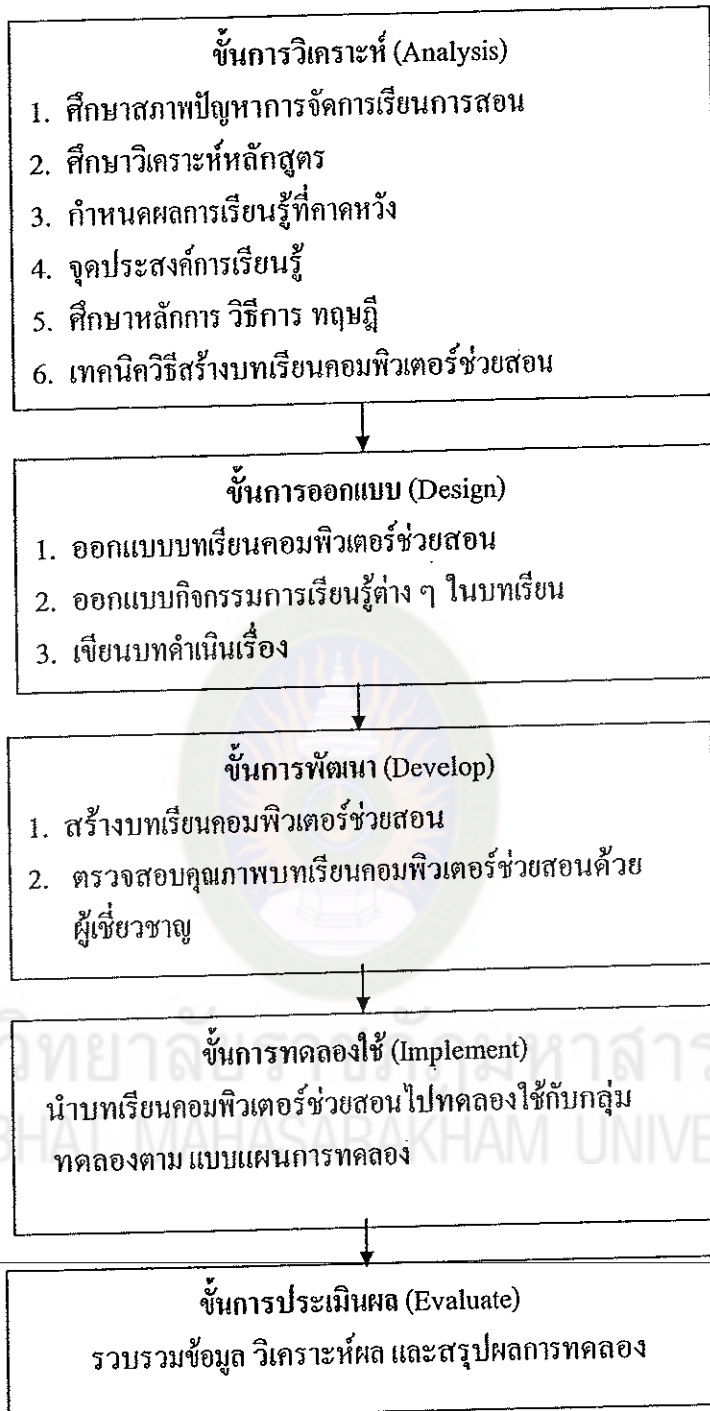 ขั้นการวิเคราะห์ (Analysis)
1. ศึกษาสภาพปัญหาการจัดการเรียนการสอน
2. ศึกษาวิเคราะห์หลักสูตร
3. กำหนดผลการเรียนรู้ที่คาดหวัง
4. จุดประสงค์การเรียนรู้
5. ศึกษาหลักการ วิธีการ ทฤษฎี
6. เทคนิควิธีสร้างบทเรียนคอมพิวเตอร์ช่วยสอน
ขั้นการออกแบบ (Design)
1. ออกแบบบทเรียนคอมพิวเตอร์ช่วยสอน
2. ออกแบบกิจกรรมการเรียนรู้ต่าง ๆ ในบทเรียน
3. เขียนบทดำเนินเรื่อง
ขั้นการพัฒนา (Develop)
1. สร้างบทเรียนคอมพิวเตอร์ช่วยสอน
2. ตรวจสอบคุณภาพบทเรียนคอมพิวเตอร์ช่วยสอนด้วย
ผู้เชี่ยวชาญ
ขั้นการทดลองใช้ (Implement)
นำบทเรียนคอมพิวเตอร์ช่วยสอนไปทดลองใช้กับกลุ่ม
ทดลองตาม แบบแผนการทดลอง
วิทยาลัยราชภัฏมหาสาร
BHAT MAHASARAKHAM UNIVE
ขั้นการประเมินผล (Evaluate)
รวบรวมข้อมูล วิเคราะห์ผล และสรุปผลการทดลอง